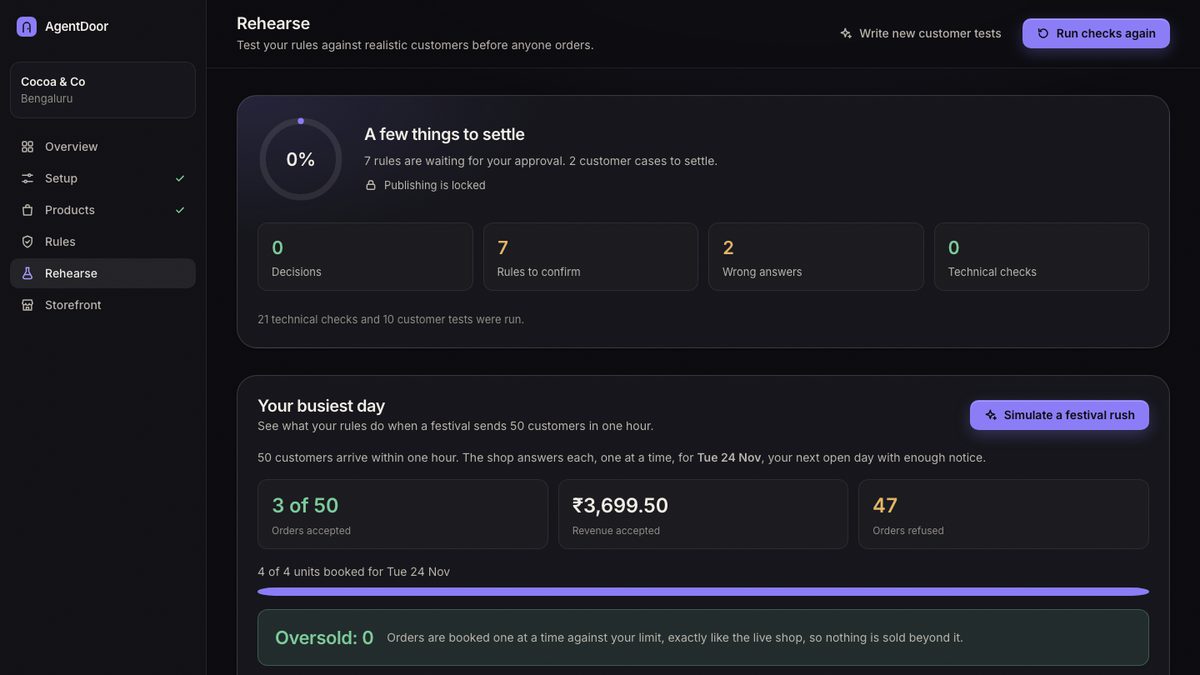 AgentDoor
Cocoa & Co
Bengaluru
Overview
Setup
Products
Rules
Rehearse
Storefront
Rehearse
Test your rules against realistic customers before anyone orders.
Write new customer tests
Run checks again
0%
A few things to settle
7 rules are waiting for your approval. 2 customer cases to settle.
Publishing is locked
0
Decisions
7
Rules to confirm
2
Wrong answers
0
Technical checks
21 technical checks and 10 customer tests were run.
Your busiest day
See what your rules do when a festival sends 50 customers in one hour.
Simulate a festival rush
50 customers arrive within one hour. The shop answers each, one at a time, for Tue 24 Nov, your next open day with enough notice.
3 of 50
Orders accepted
₹3,699.50
Revenue accepted
47
Orders refused
4 of 4 units booked for Tue 24 Nov
Oversold: 0 Orders are booked one at a time against your limit, exactly like the live shop, so nothing is sold beyond it.